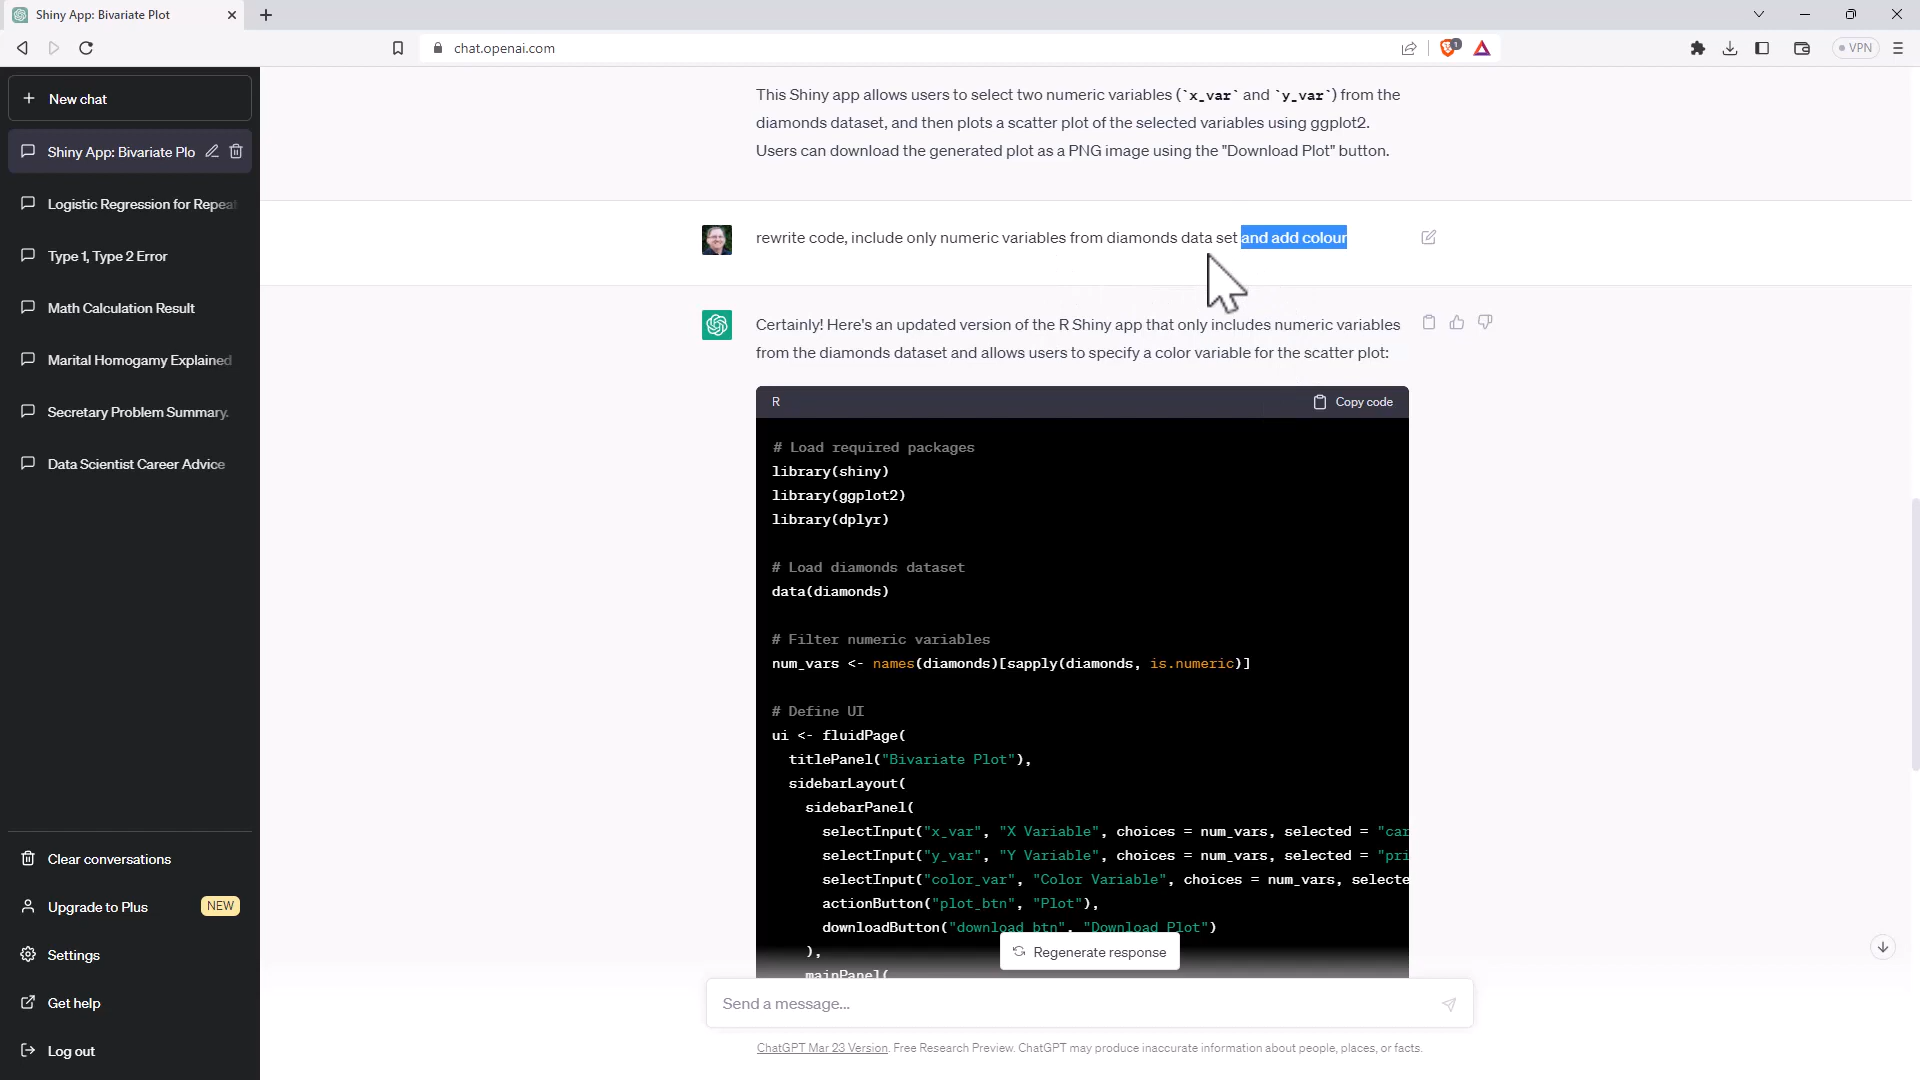 Shiny App: Bivariate Plot
chat.openai.com
1
VPN
New chat
Shiny App: Bivariate Plo
Logistic Regression for Repea
Type 1, Type 2 Error
Math Calculation Result
Marital Homogamy Explained
Secretary Problem Summary.
Data Scientist Career Advice
Clear conversations
Upgrade to Plus NEW
Settings
Get help
Log out
This Shiny app allows users to select two numeric variables (`x_var` and `y_var`) from the
diamonds dataset, and then plots a scatter plot of the selected variables using ggplot2.
Users can download the generated plot as a PNG image using the "Download Plot" button.
rewrite code, include only numeric variables from diamonds data set and add colour
Certainly! Here's an updated version of the R Shiny app that only includes numeric variables
from the diamonds dataset and allows users to specify a color variable for the scatter plot:
R Copy code
# Load required packages
library(shiny)
library(ggplot2)
library(dplyr)
# Load diamonds dataset
data(diamonds)
# Filter numeric variables
num_vars <- names(diamonds)[sapply(diamonds, is.numeric)]
# Define UI
ui <- fluidPage(
titlePanel("Bivariate Plot"),
sidebarLayout(
sidebarPanel(
selectInput("x_var", "X Variable", choices = num_vars, selected = "car
selectInput("y_var", "Y Variable", choices = num_vars, selected = "pri
selectInput("color_var", "Color Variable", choices = num_vars, selecte
actionButton("plot_btn", "Plot"),
downloadButton("download_btn", "Download Plot")
),
mainPanel(
Regenerate response
Send a message...
ChatGPT Mar 23 Version. Free Research Preview. ChatGPT may produce inaccurate information about people, places, or facts.